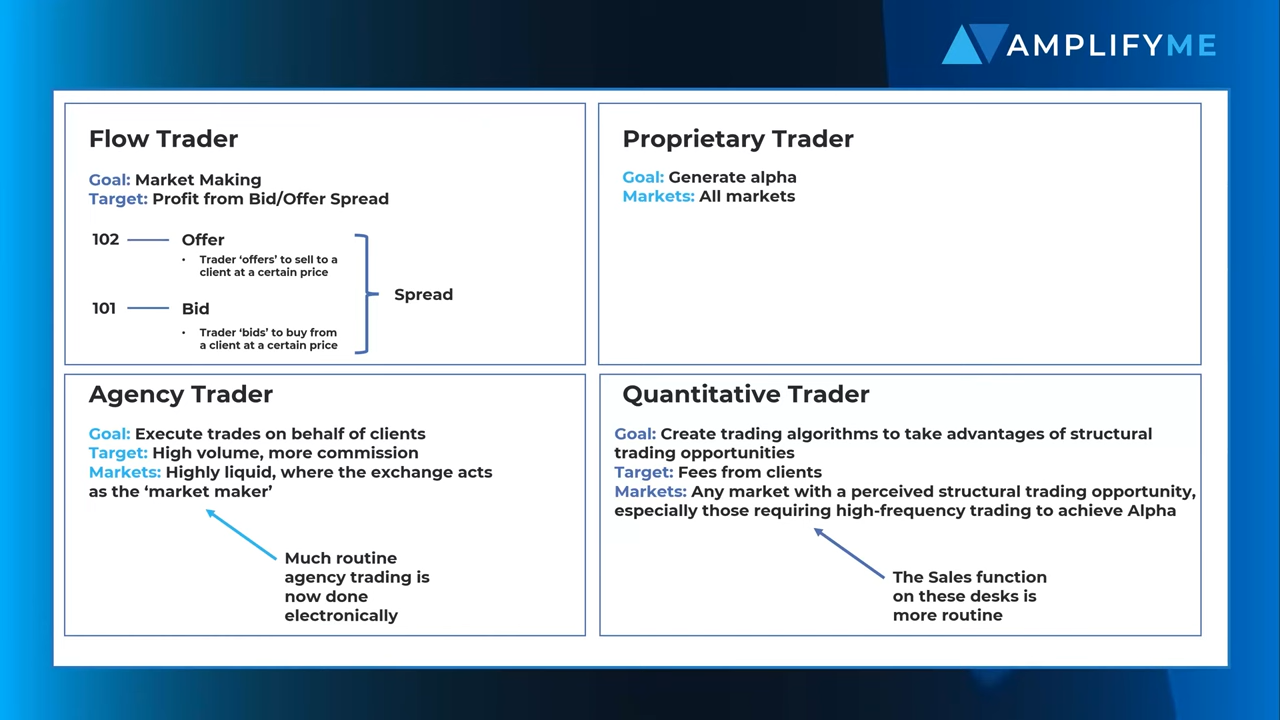 AMPLIFYME
Flow Trader
Goal: Market Making
Target: Profit from Bid/Offer Spread
102
Offer
• Trader ‘offers’ to sell to a
client at a certain price
Spread
101
Bid
• Trader ‘bids’ to buy from
a client at a certain price
Proprietary Trader
Goal: Generate alpha
Markets: All markets
Agency Trader
Goal: Execute trades on behalf of clients
Target: High volume, more commission
Markets: Highly liquid, where the exchange acts
as the ‘market maker’
Much routine
agency trading is
now done
electronically
Quantitative Trader
Goal: Create trading algorithms to take advantages of structural
trading opportunities
Target: Fees from clients
Markets: Any market with a perceived structural trading opportunity,
especially those requiring high-frequency trading to achieve Alpha
The Sales function
on these desks is
more routine